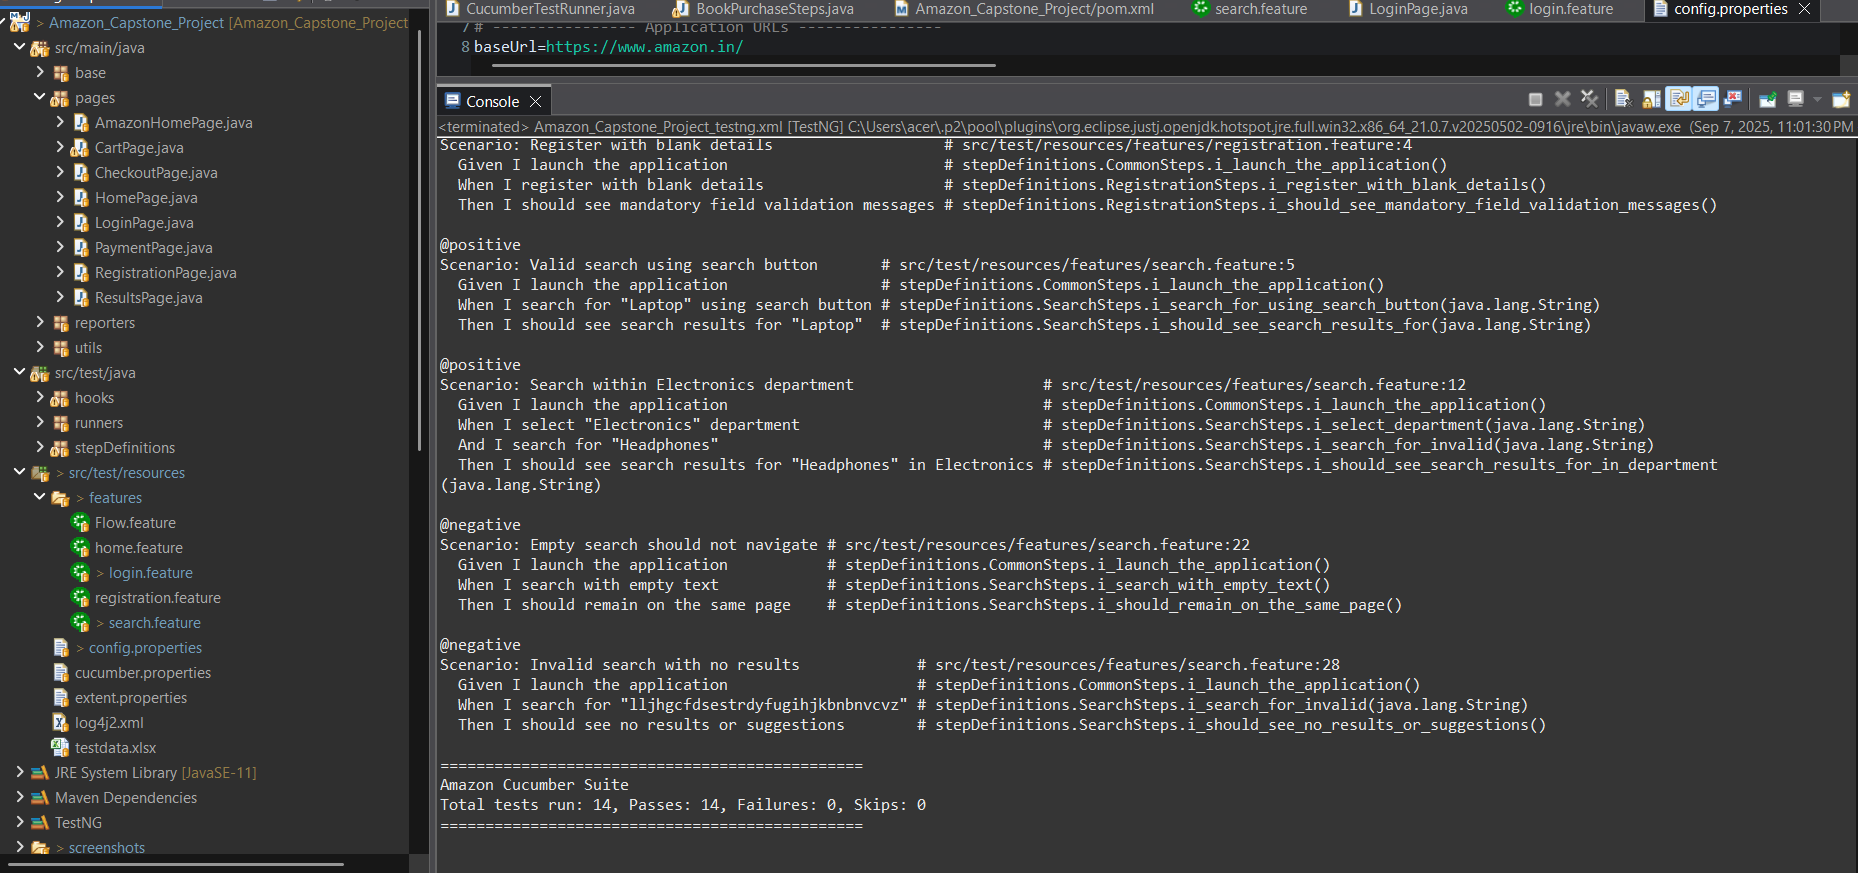 Amazon_Capstone_Project [Amazon_Capstone_Project
src/main/java
base
pages
AmazonHomePage.java
CartPage.java
CheckoutPage.java
HomePage.java
LoginPage.java
PaymentPage.java
RegistrationPage.java
ResultsPage.java
reporters
utils
src/test/java
hooks
runners
stepDefinitions
> src/test/resources
> features
Flow.feature
home.feature
> login.feature
registration.feature
> search.feature
> config.properties
cucumber.properties
extent.properties
log4j2.xml
testdata.xlsx
JRE System Library [JavaSE-11]
Maven Dependencies
TestNG
> screenshots
CucumberTestRunner.java BookPurchaseSteps.java Amazon_Capstone_Project/pom.xml search.feature LoginPage.java login.feature config.properties
7 # ---------------- Application URLs ----------------
8 baseUrl=https://www.amazon.in/
Console
<terminated> Amazon_Capstone_Project_testng.xml [TestNG] C:\Users\acer\.p2\pool\plugins\org.eclipse.justj.openjdk.hotspot.jre.full.win32.x86_64_21.0.7.v20250502-0916\jre\bin\javaw.exe (Sep 7, 2025, 11:01:30 PM
Scenario: Register with blank details # src/test/resources/features/registration.feature:4
Given I launch the application # stepDefinitions.CommonSteps.i_launch_the_application()
When I register with blank details # stepDefinitions.RegistrationSteps.i_register_with_blank_details()
Then I should see mandatory field validation messages # stepDefinitions.RegistrationSteps.i_should_see_mandatory_field_validation_messages()
@positive
Scenario: Valid search using search button # src/test/resources/features/search.feature:5
Given I launch the application # stepDefinitions.CommonSteps.i_launch_the_application()
When I search for "Laptop" using search button # stepDefinitions.SearchSteps.i_search_for_using_search_button(java.lang.String)
Then I should see search results for "Laptop" # stepDefinitions.SearchSteps.i_should_see_search_results_for(java.lang.String)
@positive
Scenario: Search within Electronics department # src/test/resources/features/search.feature:12
Given I launch the application # stepDefinitions.CommonSteps.i_launch_the_application()
When I select "Electronics" department # stepDefinitions.SearchSteps.i_select_department(java.lang.String)
And I search for "Headphones" # stepDefinitions.SearchSteps.i_search_for_invalid(java.lang.String)
Then I should see search results for "Headphones" in Electronics # stepDefinitions.SearchSteps.i_should_see_search_results_for_in_department
(java.lang.String)
@negative
Scenario: Empty search should not navigate # src/test/resources/features/search.feature:22
Given I launch the application # stepDefinitions.CommonSteps.i_launch_the_application()
When I search with empty text # stepDefinitions.SearchSteps.i_search_with_empty_text()
Then I should remain on the same page # stepDefinitions.SearchSteps.i_should_remain_on_the_same_page()
@negative
Scenario: Invalid search with no results # src/test/resources/features/search.feature:28
Given I launch the application # stepDefinitions.CommonSteps.i_launch_the_application()
When I search for "lljhgcfdsestrdyfugihjkbnbnvcvz" # stepDefinitions.SearchSteps.i_search_for_invalid(java.lang.String)
Then I should see no results or suggestions # stepDefinitions.SearchSteps.i_should_see_no_results_or_suggestions()
===============================================
Amazon Cucumber Suite
Total tests run: 14, Passes: 14, Failures: 0, Skips: 0
===============================================